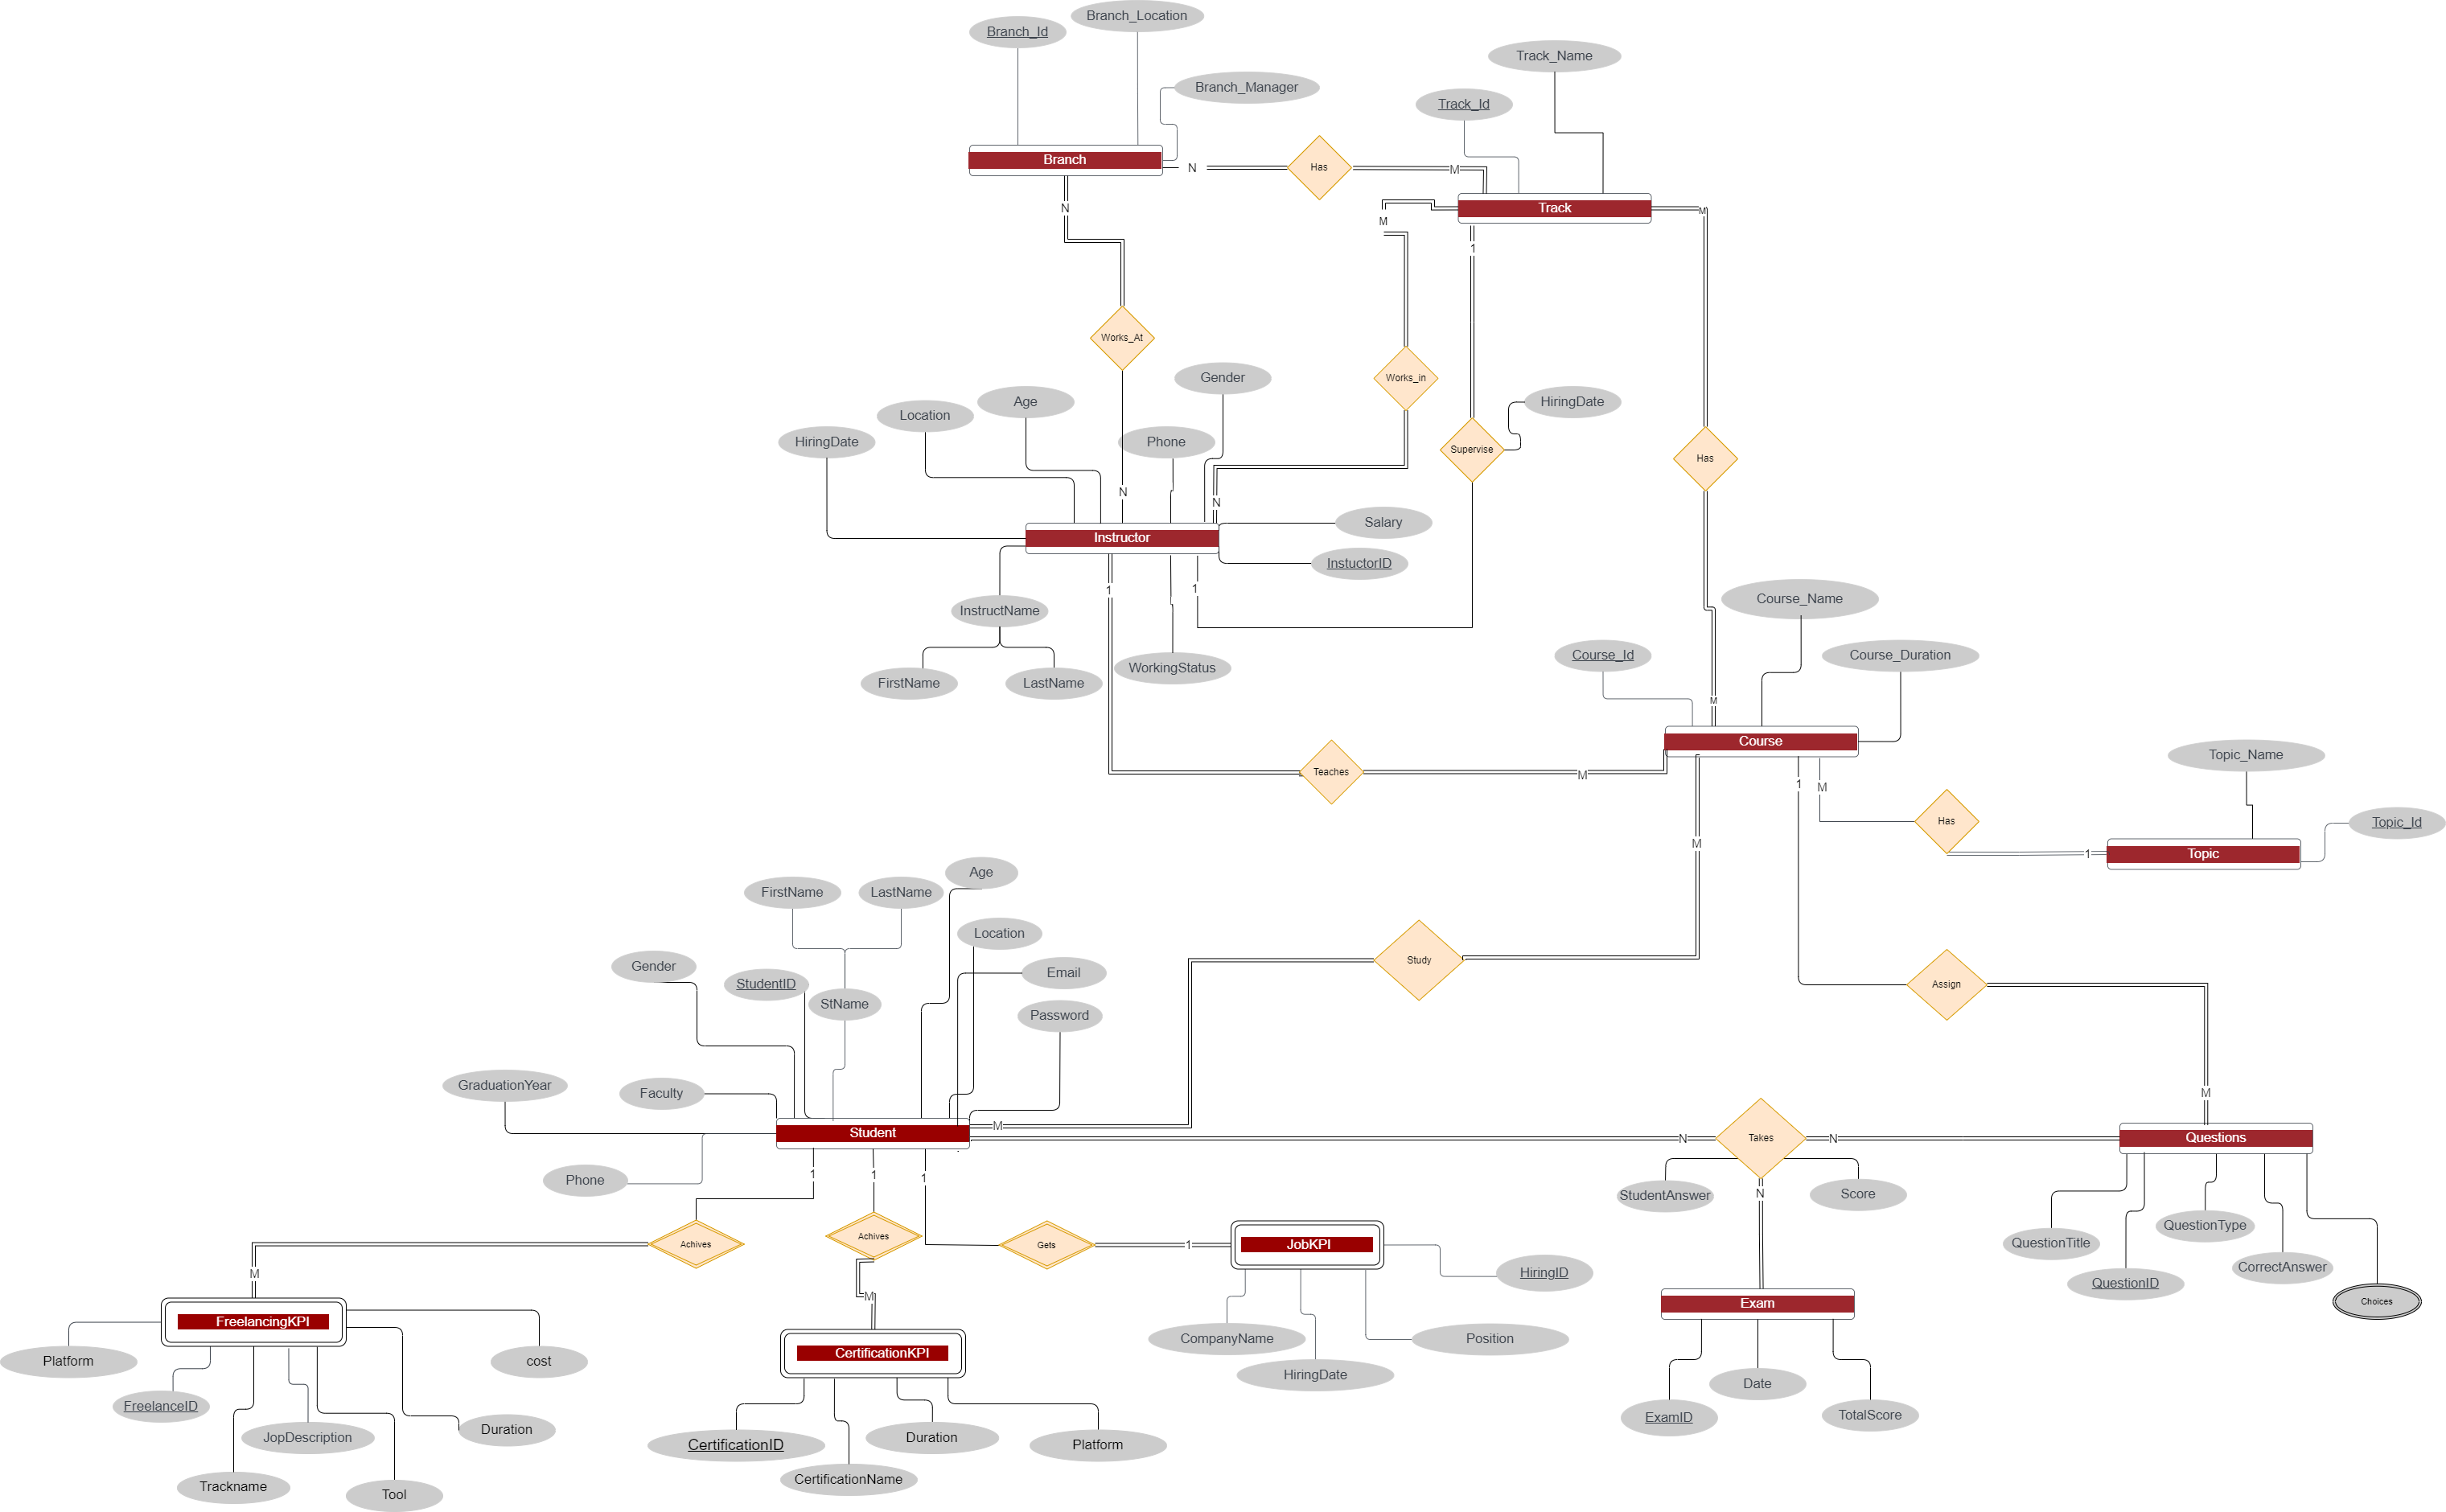 Branch_Location
Branch_Id
Track_Name
Branch_Manager
Track_Id
Branch
N
Has
M
Track
N
M
M
1
Works_At
Gender
Works_in
HiringDate
Age
Location
HiringDate
Phone
Supervise
Has
N
N
Salary
Instructor
InstuctorID
1
1
Course_Name
InstructName
Course_Id
Course_Duration
WorkingStatus
FirstName
LastName
M
Course
Topic_Name
Teaches
M
1
M
Has
Topic_Id
M
1
Topic
Age
FirstName
LastName
Location
Study
Gender
Email
StudentID
Assign
StName
Password
GraduationYear
Faculty
M
M
Student
N
Takes
N
Questions
Phone
1
1
1
StudentAnswer
N
Score
QuestionType
Achives
Achives
Gets
1
JobKPI
QuestionTitle
M
HiringID
QuestionID
CorrectAnswer
M
Choices
Exam
FreelancingKPI
CompanyName
Position
CertificationKPI
Platform
cost
HiringDate
Date
FreelanceID
ExamID
TotalScore
JopDescription
Duration
CertificationID
Duration
Platform
Trackname
Tool
CertificationName